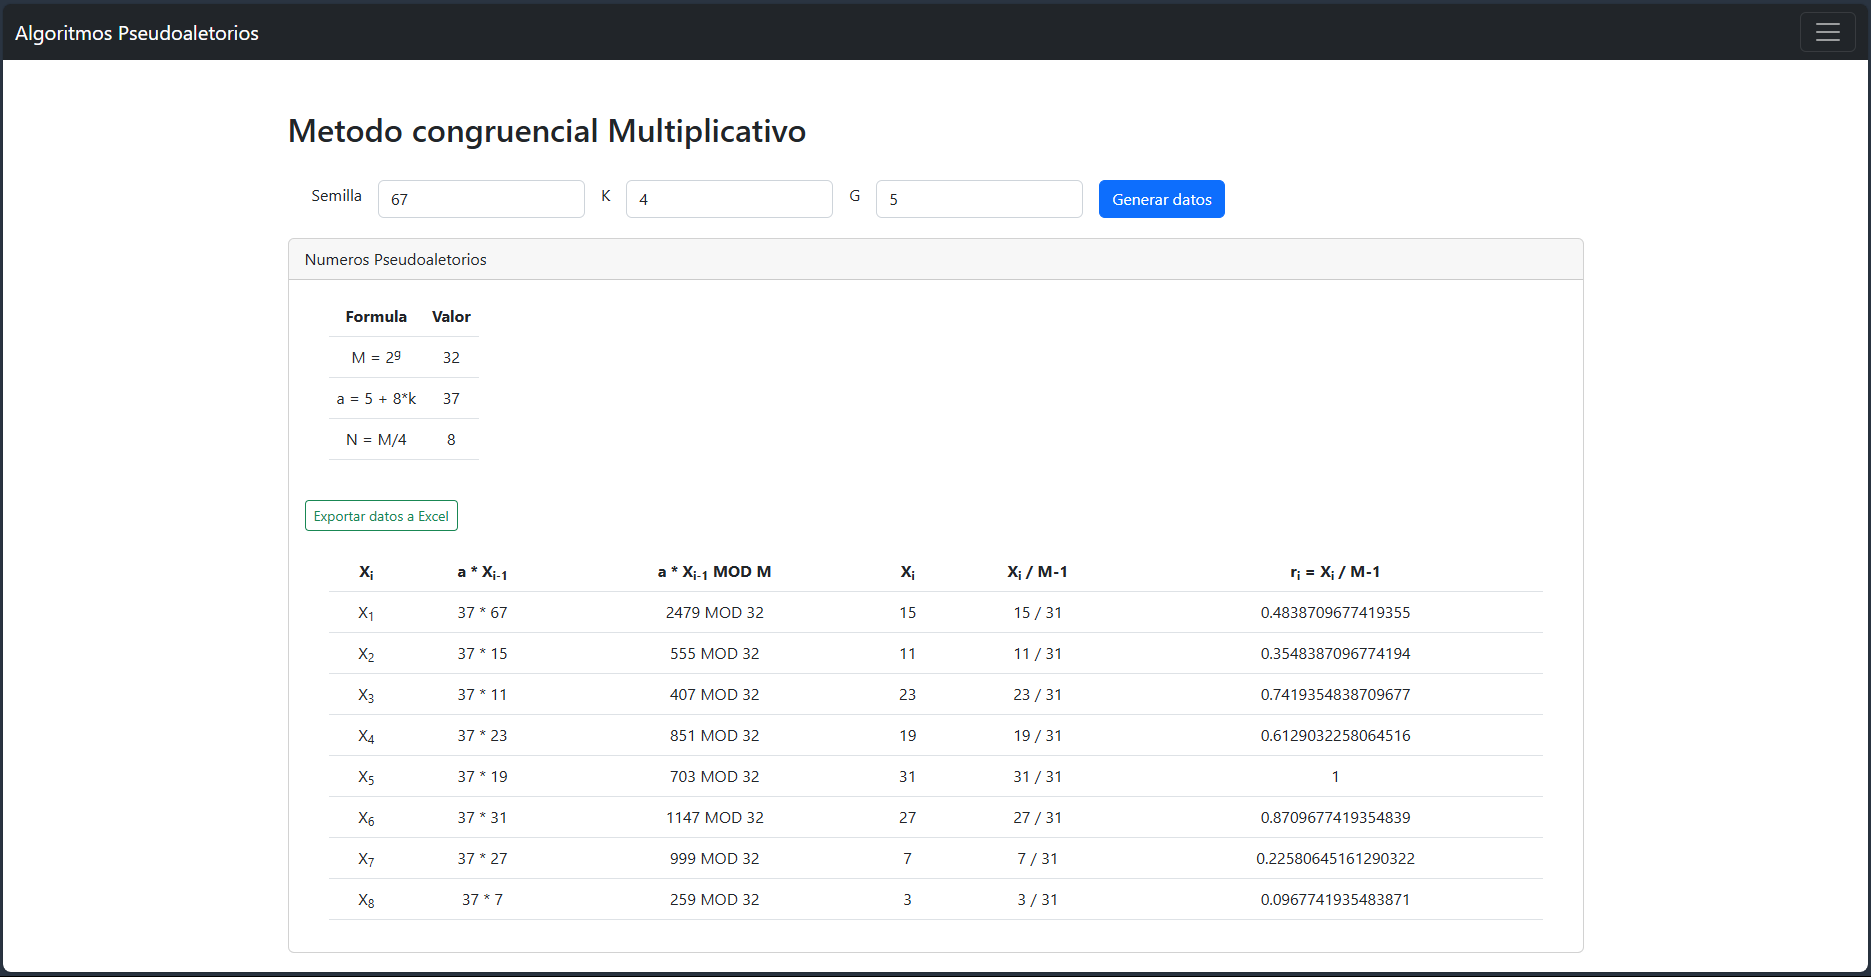 Algoritmos Pseudoaletorios
Metodo congruencial Multiplicativo
Semilla 67 K 4 G 5 Generar datos
Numeros Pseudoaletorios
Formula Valor
M = 2^g 32
a = 5 + 8*k 37
N = M/4 8
Exportar datos a Excel
X_i a * X_{i-1} a * X_{i-1} MOD M X_i X_i / M-1 r_i = X_i / M-1
X_1 37 * 67 2479 MOD 32 15 15 / 31 0.4838709677419355
X_2 37 * 15 555 MOD 32 11 11 / 31 0.3548387096774194
X_3 37 * 11 407 MOD 32 23 23 / 31 0.7419354838709677
X_4 37 * 23 851 MOD 32 19 19 / 31 0.6129032258064516
X_5 37 * 19 703 MOD 32 31 31 / 31 1
X_6 37 * 31 1147 MOD 32 27 27 / 31 0.8709677419354839
X_7 37 * 27 999 MOD 32 7 7 / 31 0.22580645161290322
X_8 37 * 7 259 MOD 32 3 3 / 31 0.0967741935483871